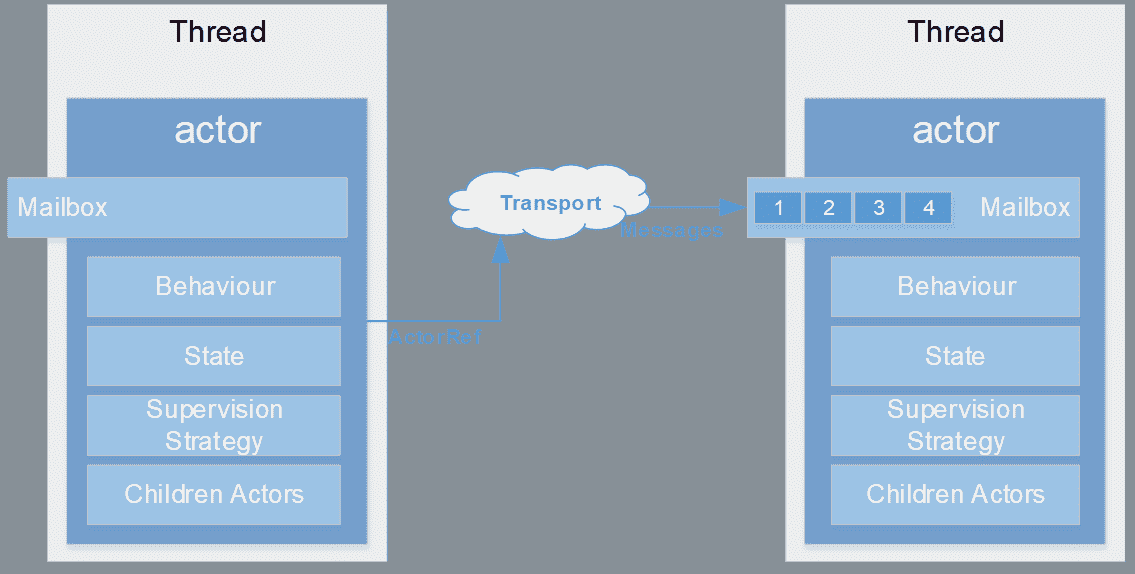 Thread
actor
Mailbox
Behaviour
State
Supervision
Strategy
Children Actors
ActorRef
Transport
Messages
Thread
actor
1 2 3 4 Mailbox
Behaviour
State
Supervision
Strategy
Children Actors